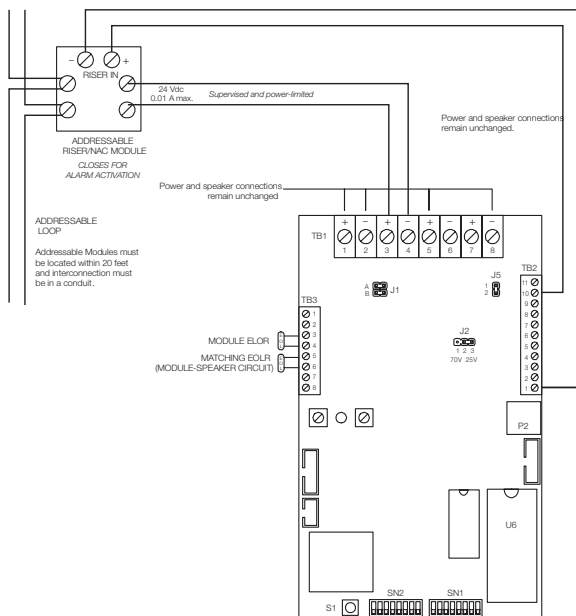 - +
RISER IN
24 Vdc
0.01 A max.
Supervised and power-limited
Power and speaker connections
remain unchanged.
ADDRESSABLE
RISER/NAC MODULE
CLOSES FOR
ALARM ACTIVATION
Power and speaker connections
remain unchanged
ADDRESSABLE
LOOP
Addressable Modules must
be located within 20 feet
and interconnection must
be in a conduit.
+ - + - + - + -
TB1
1 2 3 4 5 6 7 8
A
B
J1
J5
1
2
TB2
11
10
9
8
7
6
5
4
3
2
1
TB3
1
2
3
4
5
6
7
8
MODULE ELOR
EOL
MATCHING EOLR
(MODULE-SPEAKER CIRCUIT)
EOL
J2
1 2 3
70V 25V
P2
U6
S1
SN2
SN1